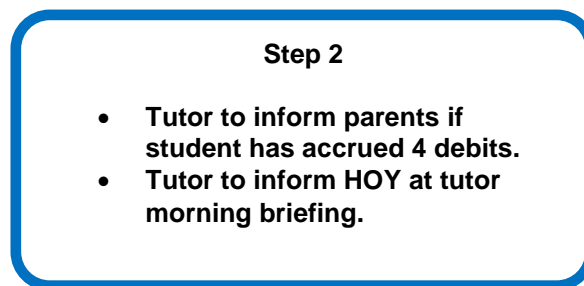 Step 2
• Tutor to inform parents if
student has accrued 4 debits.
• Tutor to inform HOY at tutor
morning briefing.